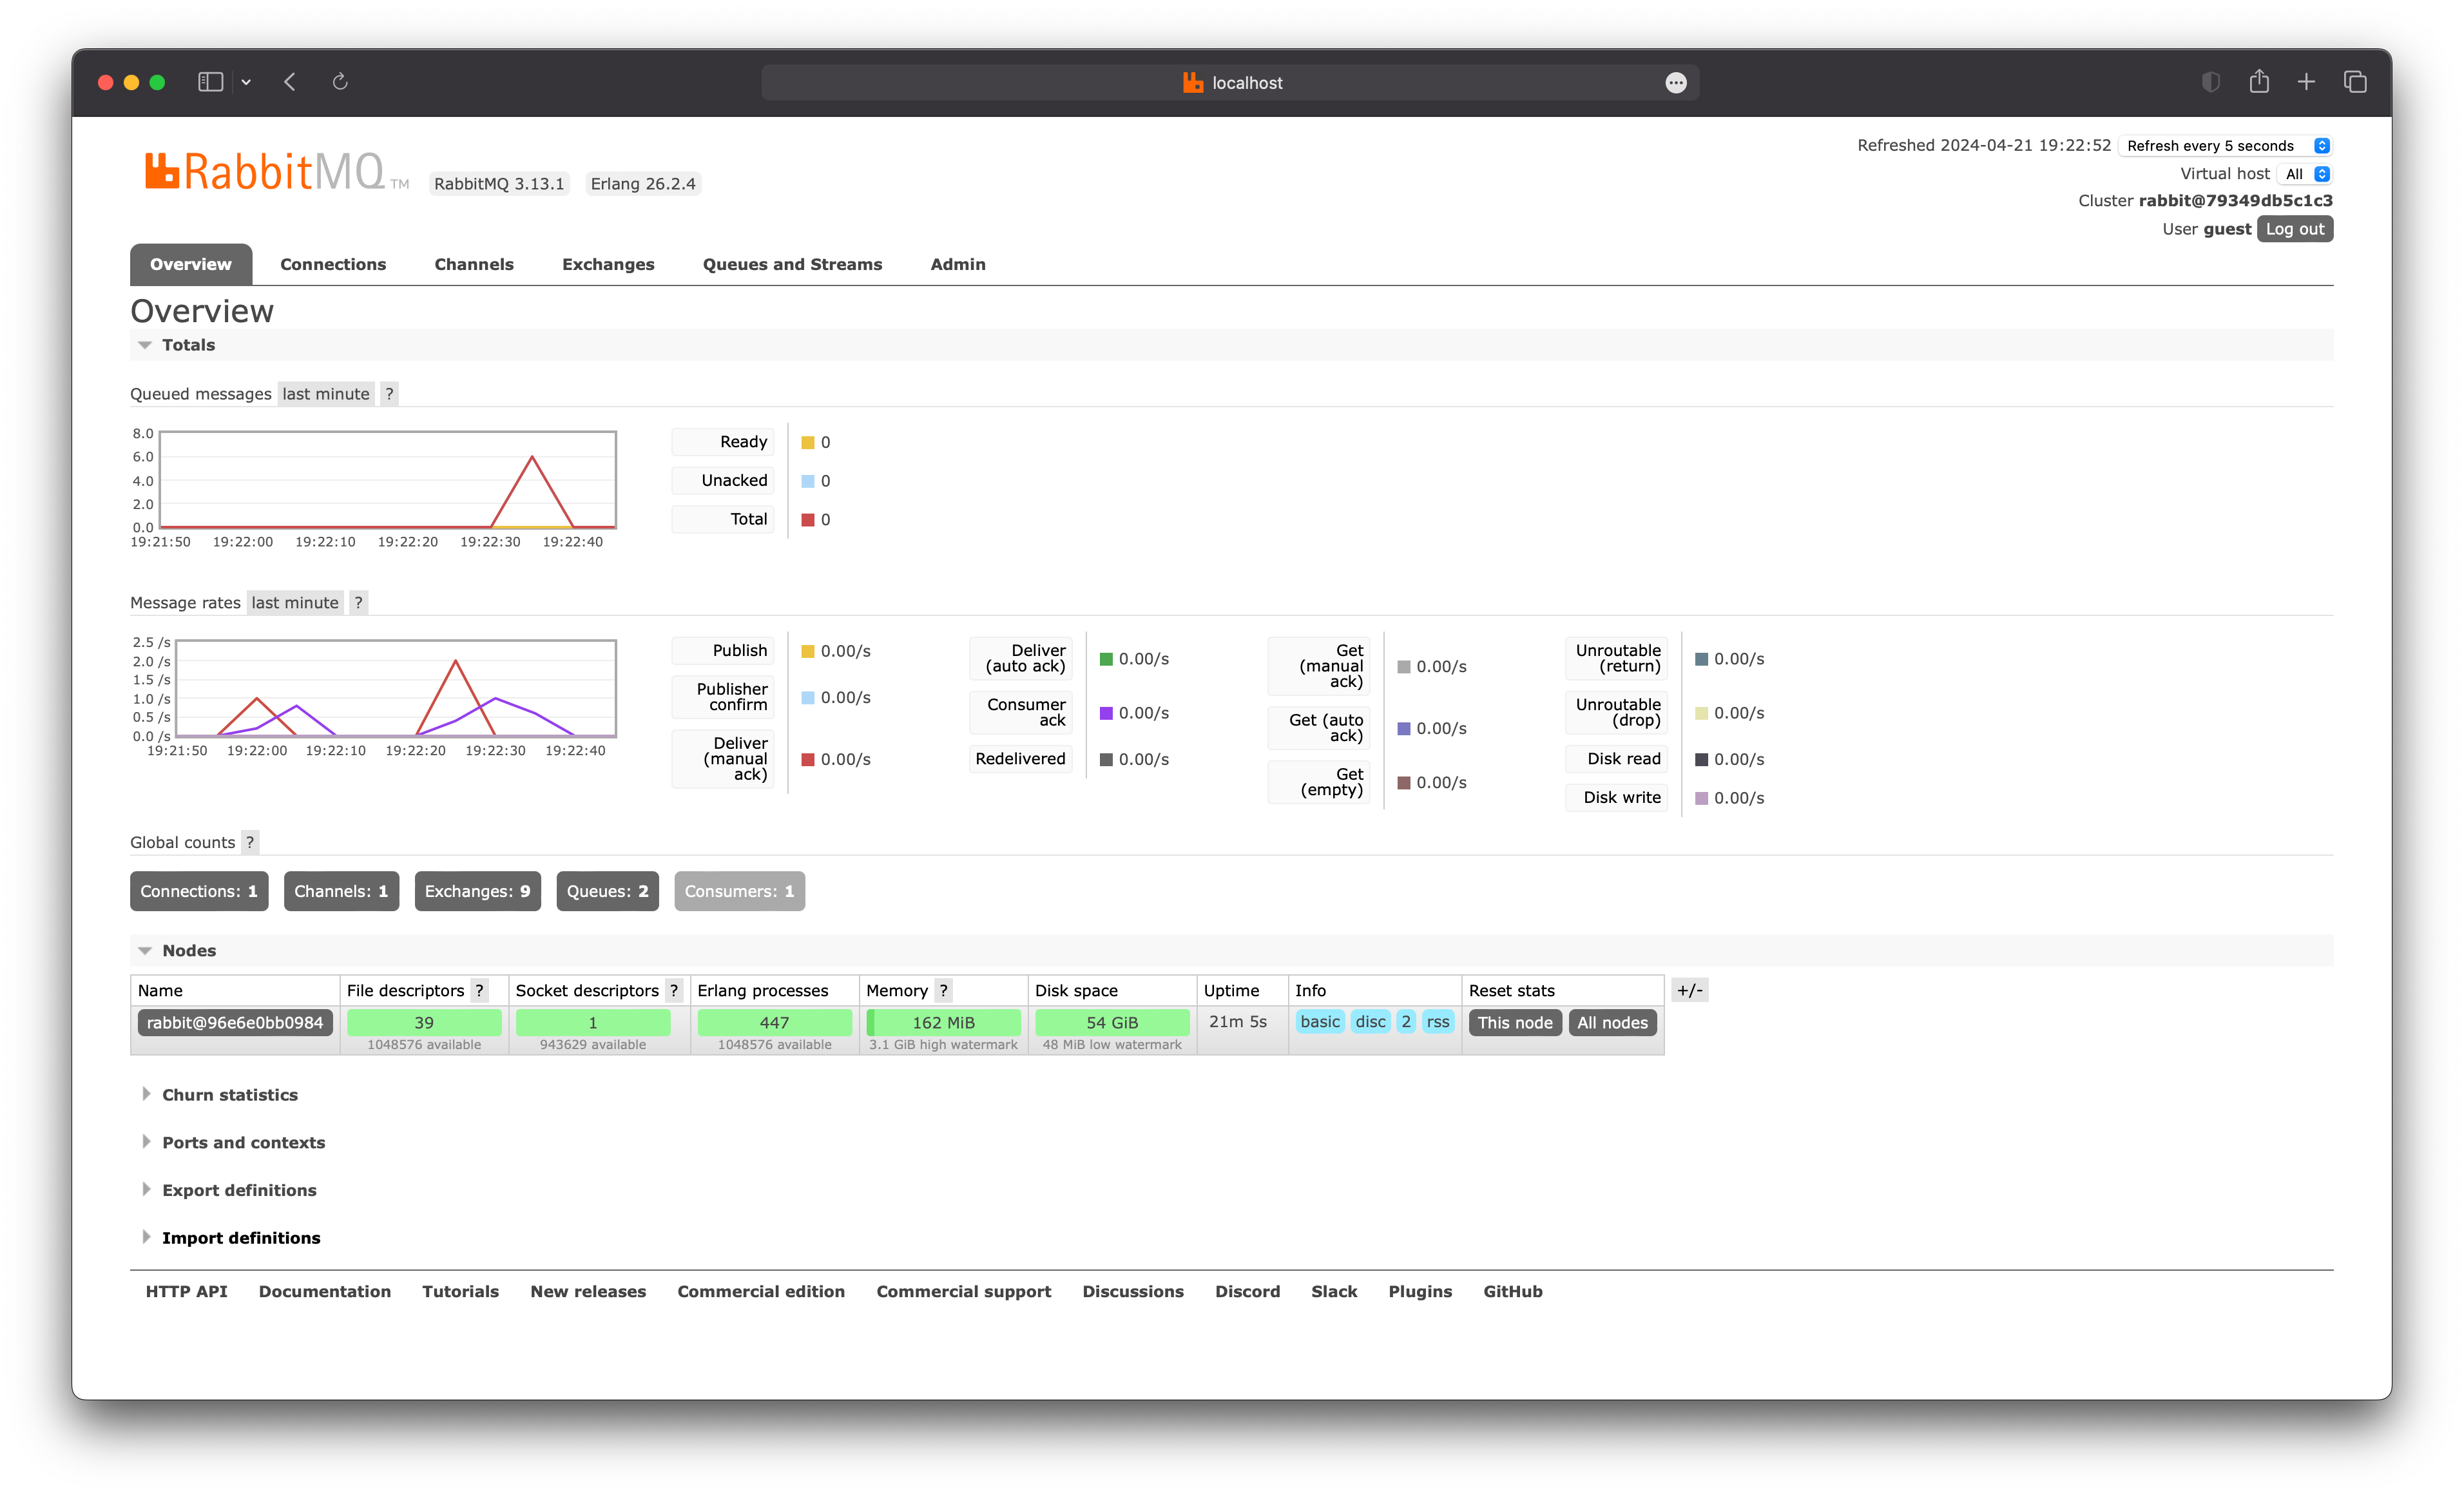 localhost
RabbitMQ TM RabbitMQ 3.13.1 Erlang 26.2.4
Refreshed 2024-04-21 19:22:52 Refresh every 5 seconds
Virtual host All
Cluster rabbit@79349db5c1c3
User guest Log out
Overview Connections Channels Exchanges Queues and Streams Admin
Overview
Totals
Queued messages last minute ?
8.0
6.0
4.0
2.0
0.0
19:21:50 19:22:00 19:22:10 19:22:20 19:22:30 19:22:40
Ready 0
Unacked 0
Total 0
Message rates last minute ?
2.5 /s
2.0 /s
1.5 /s
1.0 /s
0.5 /s
0.0 /s
19:21:50 19:22:00 19:22:10 19:22:20 19:22:30 19:22:40
Publish 0.00/s
Publisher
confirm 0.00/s
Deliver
(manual
ack) 0.00/s
Deliver
(auto ack) 0.00/s
Consumer
ack 0.00/s
Redelivered 0.00/s
Get
(manual
ack) 0.00/s
Get (auto
ack) 0.00/s
Get
(empty) 0.00/s
Unroutable
(return) 0.00/s
Unroutable
(drop) 0.00/s
Disk read 0.00/s
Disk write 0.00/s
Global counts ?
Connections: 1 Channels: 1 Exchanges: 9 Queues: 2 Consumers: 1
Nodes
Name File descriptors ? Socket descriptors ? Erlang processes Memory ? Disk space Uptime Info Reset stats +/-
rabbit@96e6e0bb0984 39 1 447 162 MiB 54 GiB 21m 5s basic disc 2 rss This node All nodes
1048576 available 943629 available 1048576 available 3.1 GiB high watermark 48 MiB low watermark
Churn statistics
Ports and contexts
Export definitions
Import definitions
HTTP API Documentation Tutorials New releases Commercial edition Commercial support Discussions Discord Slack Plugins GitHub